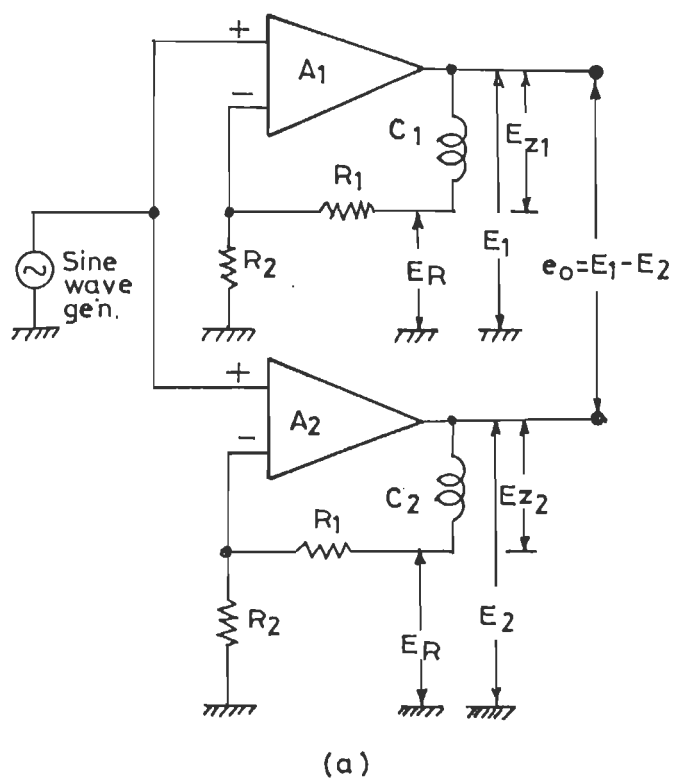 +
A1
−
C1
Ez1
R1
E1
R2
ER
Sine
wave
gen.
eo=E1-E2
+
A2
−
C2
Ez2
R1
R2
ER
E2
(a)